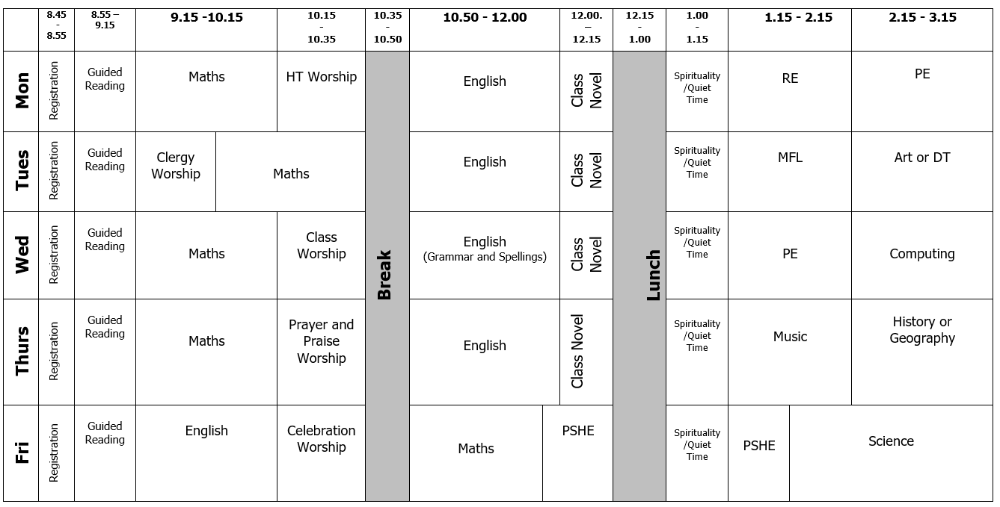 8.45
-
8.55
8.55 –
9.15
9.15 -10.15
10.15
-
10.35
10.35
-
10.50
10.50 - 12.00
12.00.
–
12.15
12.15
-
1.00
1.00
-
1.15
1.15 - 2.15
2.15 - 3.15
Mon
Registration
Guided
Reading
Maths
HT Worship
Break
English
Class
Novel
Lunch
Spirituality
/Quiet
Time
RE
PE
Tues
Registration
Guided
Reading
Clergy
Worship
Maths
English
Class
Novel
Spirituality
/Quiet
Time
MFL
Art or DT
Wed
Registration
Guided
Reading
Maths
Class
Worship
English
(Grammar and Spellings)
Class
Novel
Spirituality
/Quiet
Time
PE
Computing
Thurs
Registration
Guided
Reading
Maths
Prayer and
Praise
Worship
English
Class Novel
Spirituality
/Quiet
Time
Music
History or
Geography
Fri
Registration
Guided
Reading
English
Celebration
Worship
Maths
PSHE
Spirituality
/Quiet
Time
PSHE
Science